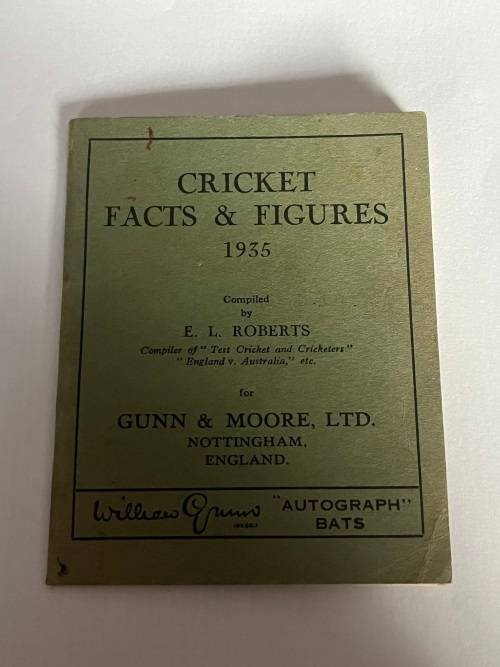 CRICKET
FACTS & FIGURES
1935
Compiled
by
E. L. ROBERTS
Compiler of "Test Cricket and Cricketers"
"England v. Australia," etc.
for
GUNN & MOORE, LTD.
NOTTINGHAM,
ENGLAND.
William Gunn "AUTOGRAPH"
BATS